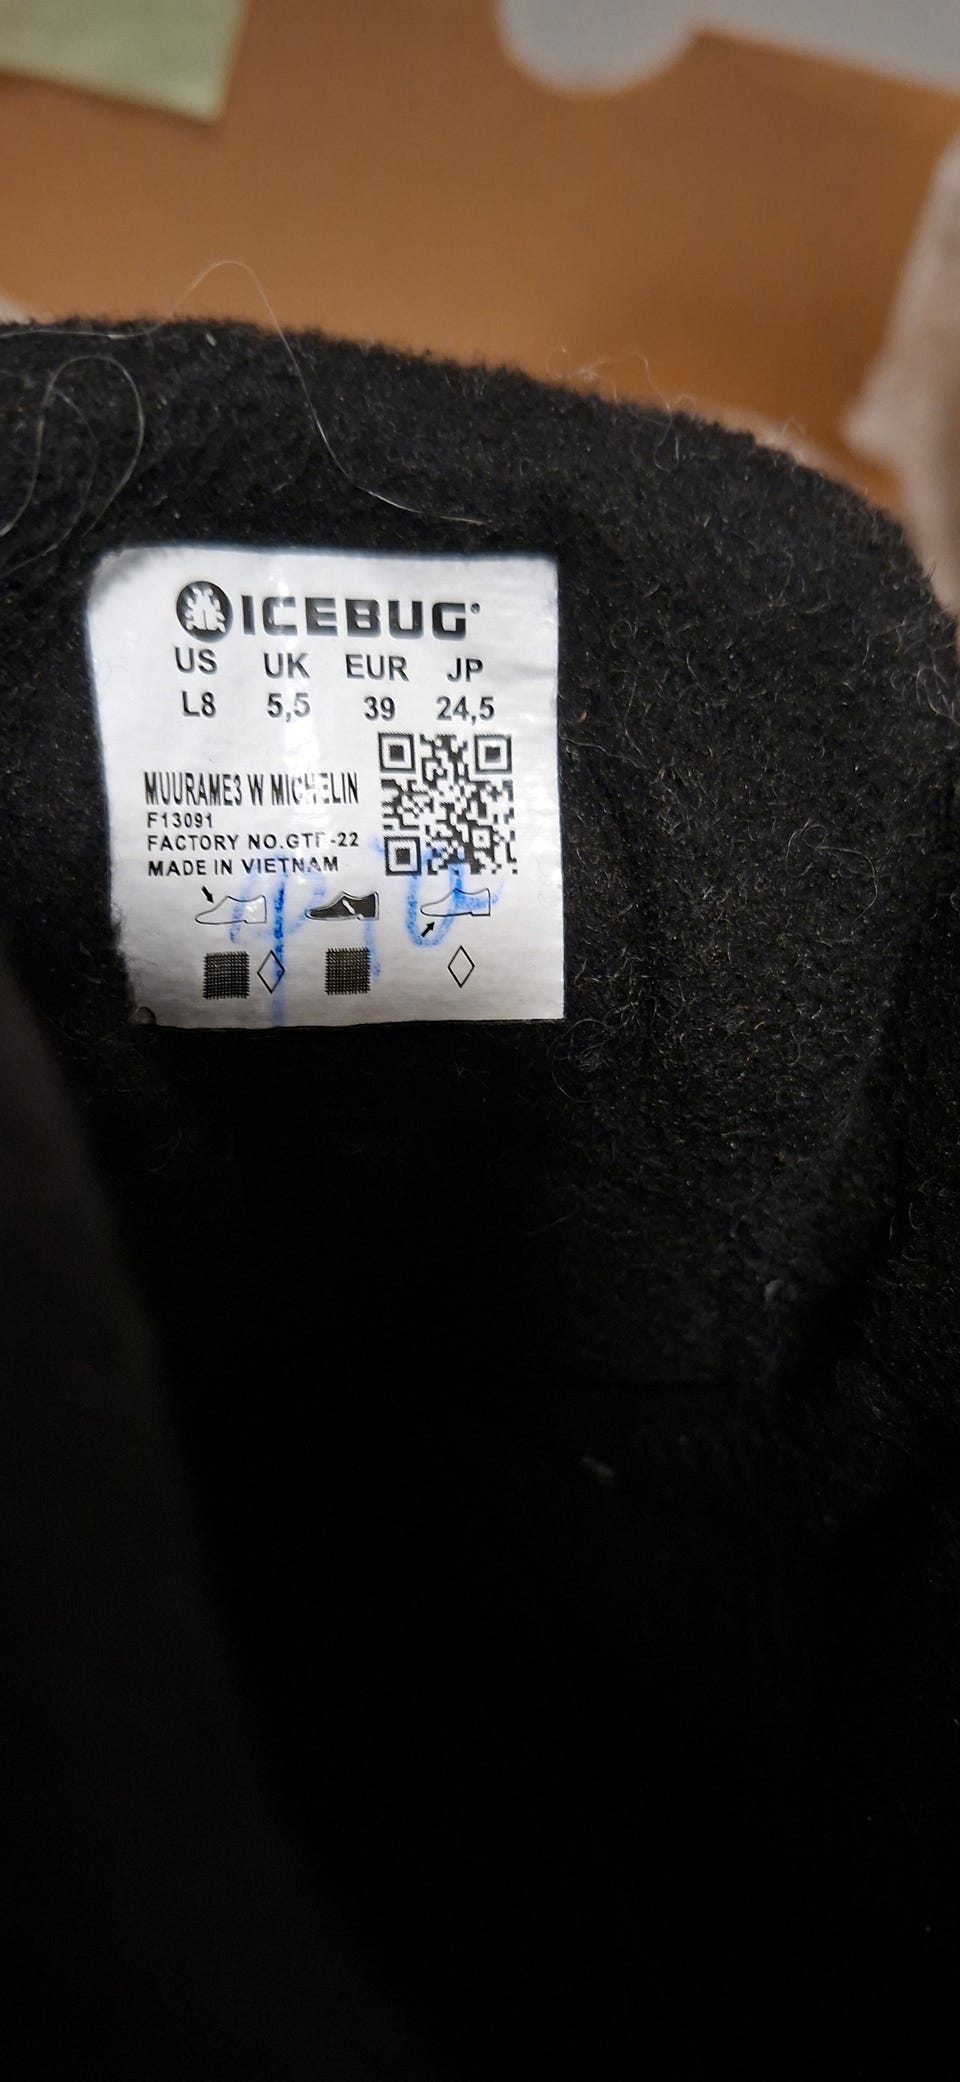 ICEBUG
US UK EUR JP
L8 5,5 39 24,5
MUURAME3 W MICHELIN
F13091
FACTORY NO.GTF-22
MADE IN VIETNAM